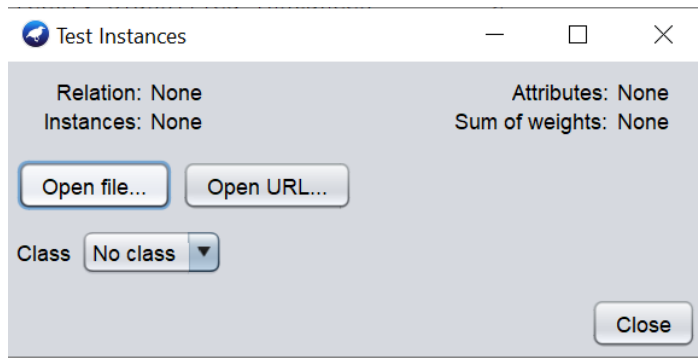 Test Instances
Relation: None
Attributes: None
Instances: None
Sum of weights: None
Open file...
Open URL...
Class
No class
Close